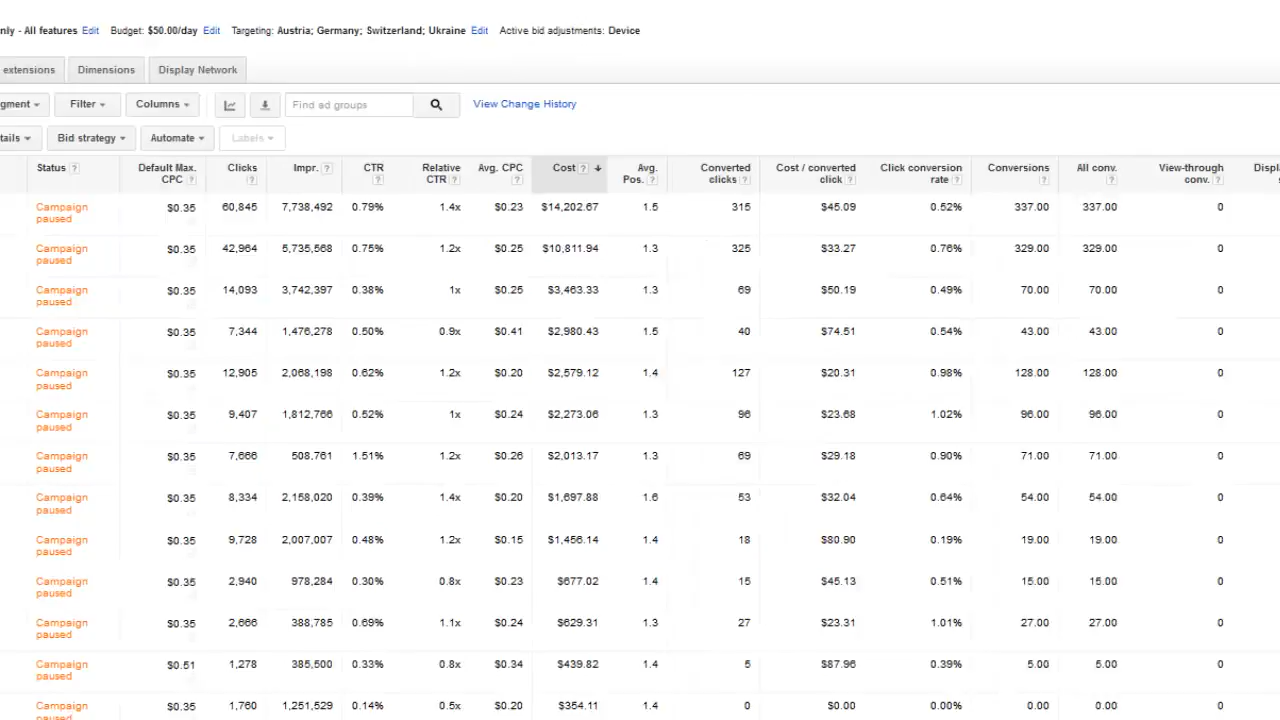 nly - All features Edit Budget: $50.00/day Edit Targeting: Austria; Germany; Switzerland; Ukraine Edit Active bid adjustments: Device
extensions Dimensions Display Network
gment Filter Columns Find ad groups View Change History
tails Bid strategy Automate Labels
Status ? Default Max. CPC ? Clicks ? Impr. ? CTR ? Relative CTR ? Avg. CPC ? Cost ? Avg. Pos. ? Converted clicks ? Cost / converted click ? Click conversion rate ? Conversions ? All conv. ? View-through conv. ? Displ
Campaign paused $0.35 60,845 7,738,492 0.79% 1.4x $0.23 $14,202.67 1.5 315 $45.09 0.52% 337.00 337.00 0
Campaign paused $0.35 42,964 5,735,568 0.75% 1.2x $0.25 $10,811.94 1.3 325 $33.27 0.76% 329.00 329.00 0
Campaign paused $0.35 14,093 3,742,397 0.38% 1x $0.25 $3,463.33 1.3 69 $50.19 0.49% 70.00 70.00 0
Campaign paused $0.35 7,344 1,476,278 0.50% 0.9x $0.41 $2,980.43 1.5 40 $74.51 0.54% 43.00 43.00 0
Campaign paused $0.35 12,905 2,068,198 0.62% 1.2x $0.20 $2,579.12 1.4 127 $20.31 0.98% 128.00 128.00 0
Campaign paused $0.35 9,407 1,812,766 0.52% 1x $0.24 $2,273.06 1.3 96 $23.68 1.02% 96.00 96.00 0
Campaign paused $0.35 7,666 508,761 1.51% 1.2x $0.26 $2,013.17 1.3 69 $29.18 0.90% 71.00 71.00 0
Campaign paused $0.35 8,334 2,158,020 0.39% 1.4x $0.20 $1,697.88 1.6 53 $32.04 0.64% 54.00 54.00 0
Campaign paused $0.35 9,728 2,007,007 0.48% 1.2x $0.15 $1,456.14 1.4 18 $80.90 0.19% 19.00 19.00 0
Campaign paused $0.35 2,940 978,284 0.30% 0.8x $0.23 $677.02 1.4 15 $45.13 0.51% 15.00 15.00 0
Campaign paused $0.35 2,666 388,785 0.69% 1.1x $0.24 $629.31 1.3 27 $23.31 1.01% 27.00 27.00 0
Campaign paused $0.51 1,278 385,500 0.33% 0.8x $0.34 $439.82 1.4 5 $87.96 0.39% 5.00 5.00 0
Campaign paused $0.35 1,760 1,251,529 0.14% 0.5x $0.20 $354.11 1.4 0 $0.00 0.00% 0.00 0.00 0